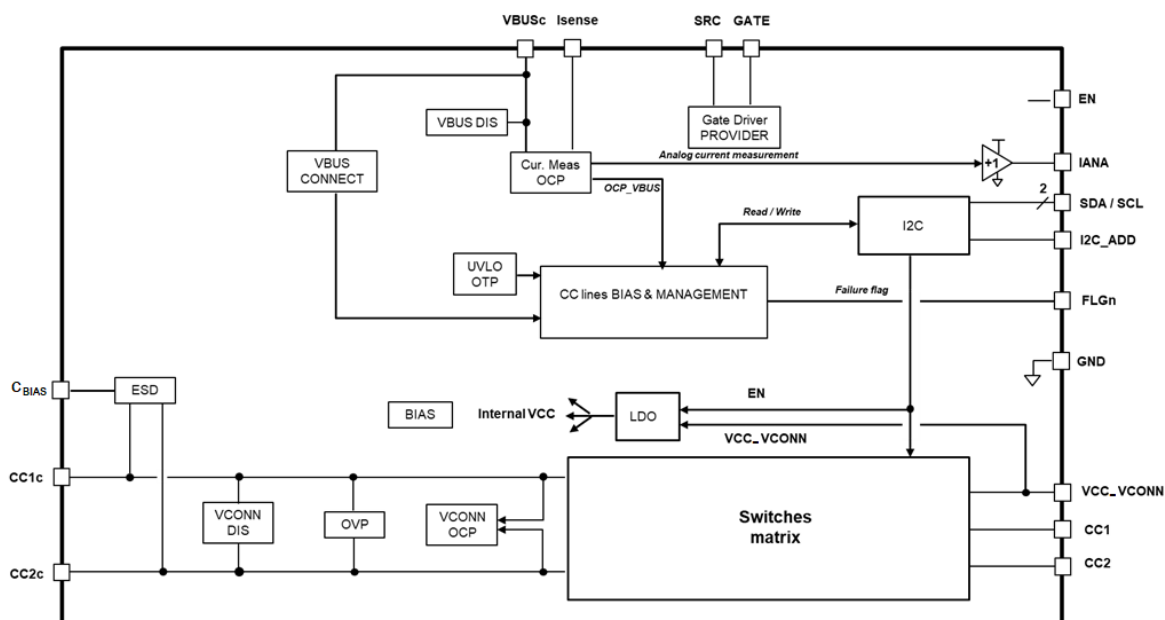 VBUSc Isense SRC GATE
EN
VBUS DIS
Gate Driver
PROVIDER
VBUS
CONNECT
Cur. Meas
OCP
Analog current measurement
+1
IANA
OCP_VBUS
2
SDA / SCL
Read / Write
I2C
I2C_ADD
UVLO
OTP
CC lines BIAS & MANAGEMENT
Failure flag
FLGn
GND
CBIAS
ESD
BIAS
Internal VCC
LDO
EN
VCC_VCONN
CC1c
VCONN
DIS
OVP
VCONN
OCP
Switches
matrix
VCC_VCONN
CC1
CC2c
CC2